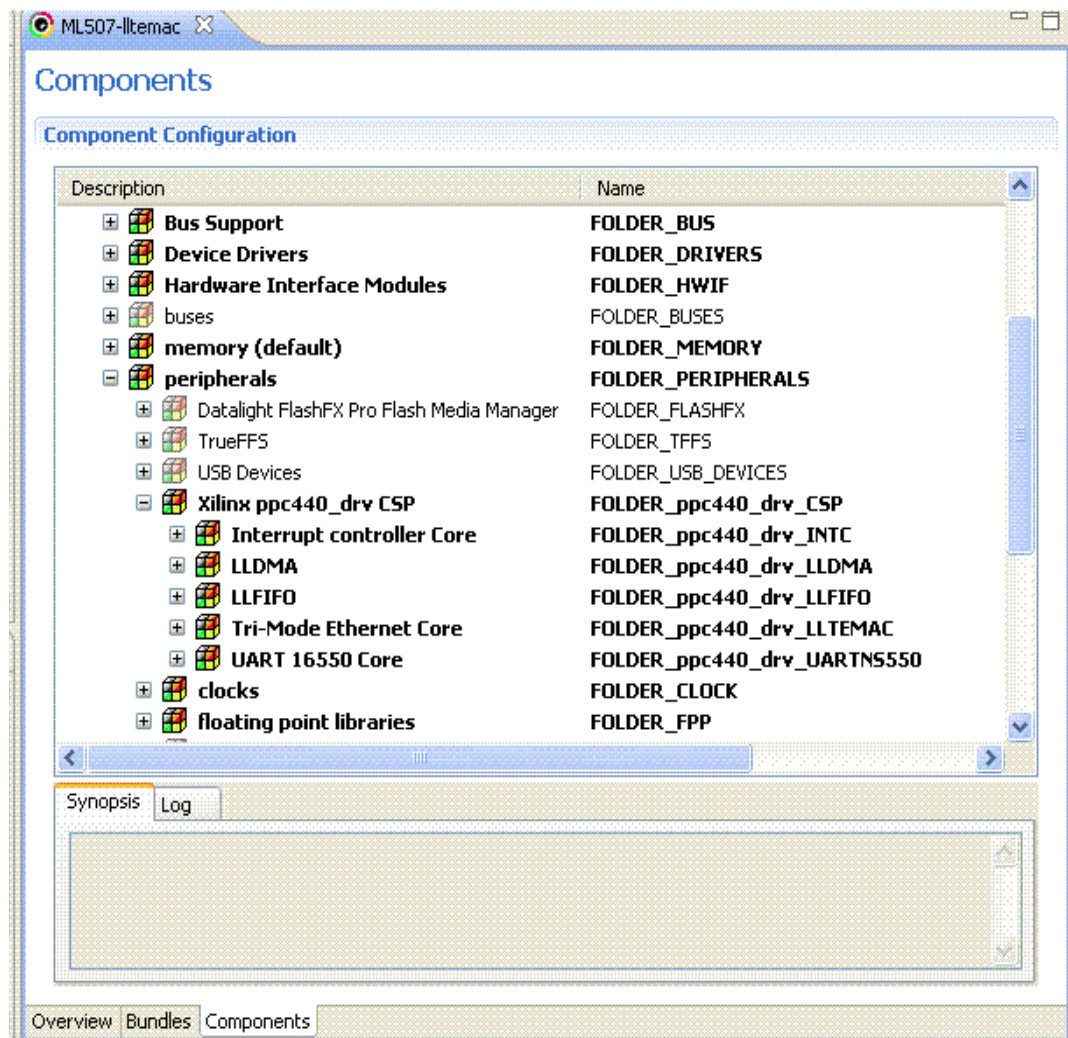 ML507-lltemac
Components
Component Configuration
Description Name
Bus Support FOLDER_BUS
Device Drivers FOLDER_DRIVERS
Hardware Interface Modules FOLDER_HWIF
buses FOLDER_BUSES
memory (default) FOLDER_MEMORY
peripherals FOLDER_PERIPHERALS
Datalight FlashFX Pro Flash Media Manager FOLDER_FLASHFX
TrueFFS FOLDER_TFFS
USB Devices FOLDER_USB_DEVICES
Xilinx ppc440_drv CSP FOLDER_ppc440_drv_CSP
Interrupt controller Core FOLDER_ppc440_drv_INTC
LLDMA FOLDER_ppc440_drv_LLDMA
LLFIFO FOLDER_ppc440_drv_LLFIFO
Tri-Mode Ethernet Core FOLDER_ppc440_drv_LLTEMAC
UART 16550 Core FOLDER_ppc440_drv_UARTNS550
clocks FOLDER_CLOCK
floating point libraries FOLDER_FPP
Synopsis Log
Overview Bundles Components